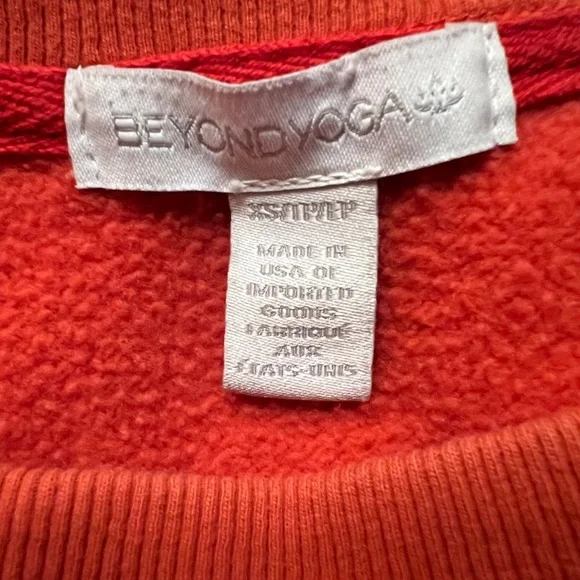 BEYOND YOGA
XS/TP/EP
MADE IN
USA OF
IMPORTED
GOODS
FABRIQUÉ
AUX
ÉTATS-UNIS